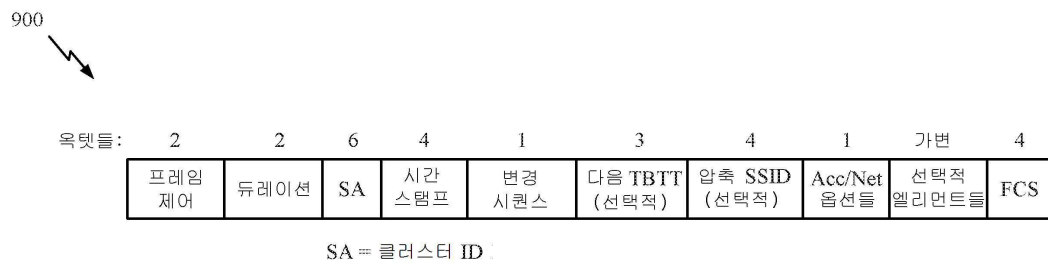 900
옥텟들: 2 2 6 4 1 3 4 1 가변 4
프레임 제어 듀레이션 SA 시간 스탬프 변경 시퀀스 다음 TBTT (선택적) 압축 SSID (선택적) Acc/Net 옵션들 선택적 엘리먼트들 FCS
SA = 클러스터 ID